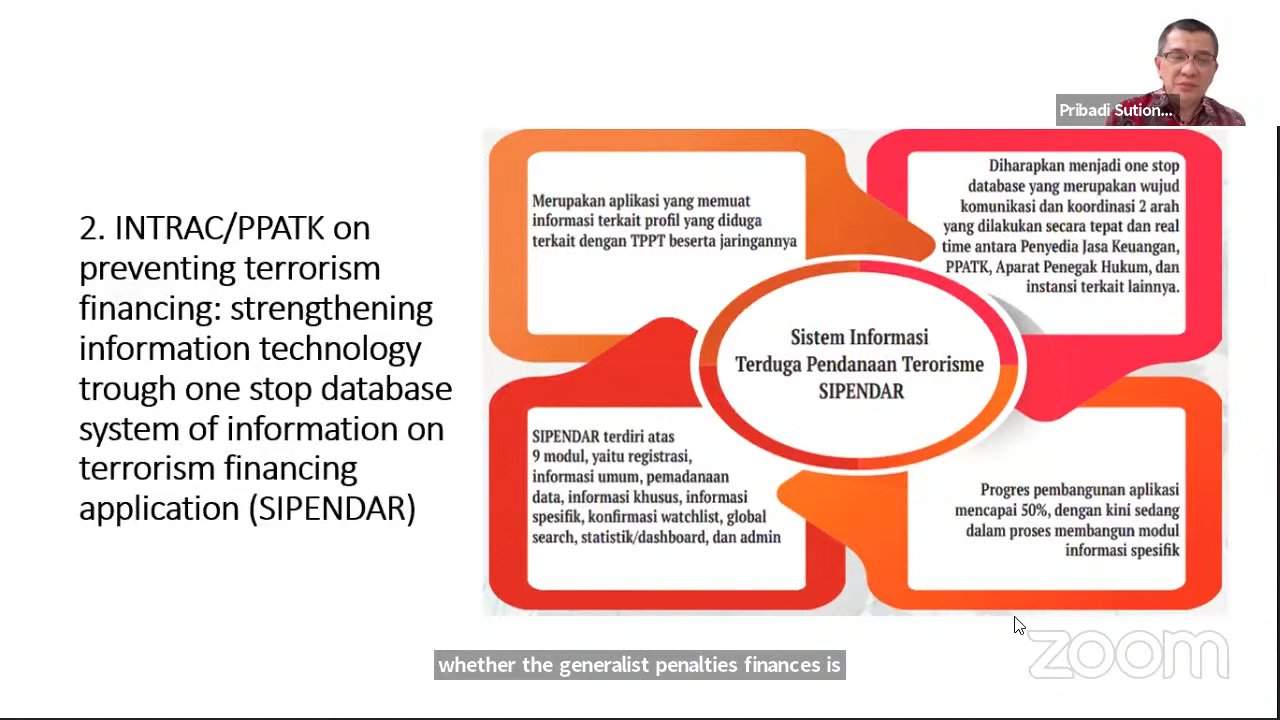 Pribadi Sution...
2. INTRAC/PPATK on
preventing terrorism
financing: strengthening
information technology
trough one stop database
system of information on
terrorism financing
application (SIPENDAR)
Merupakan aplikasi yang memuat
informasi terkait profil yang diduga
terkait dengan TPPT beserta jaringannya
Diharapkan menjadi one stop
database yang merupakan wujud
komunikasi dan koordinasi 2 arah
yang dilakukan secara tepat dan real
time antara Penyedia Jasa Keuangan,
PPATK, Aparat Penegak Hukum, dan
instansi terkait lainnya.
Sistem Informasi
Terduga Pendanaan Terorisme
SIPENDAR
SIPENDAR terdiri atas
9 modul, yaitu registrasi,
informasi umum, pemadanaan
data, informasi khusus, informasi
spesifik, konfirmasi watchlist, global
search, statistik/dashboard, dan admin
Progres pembangunan aplikasi
mencapai 50%, dengan kini sedang
dalam proses membangun modul
informasi spesifik
whether the generalist penalties finances is
zoom